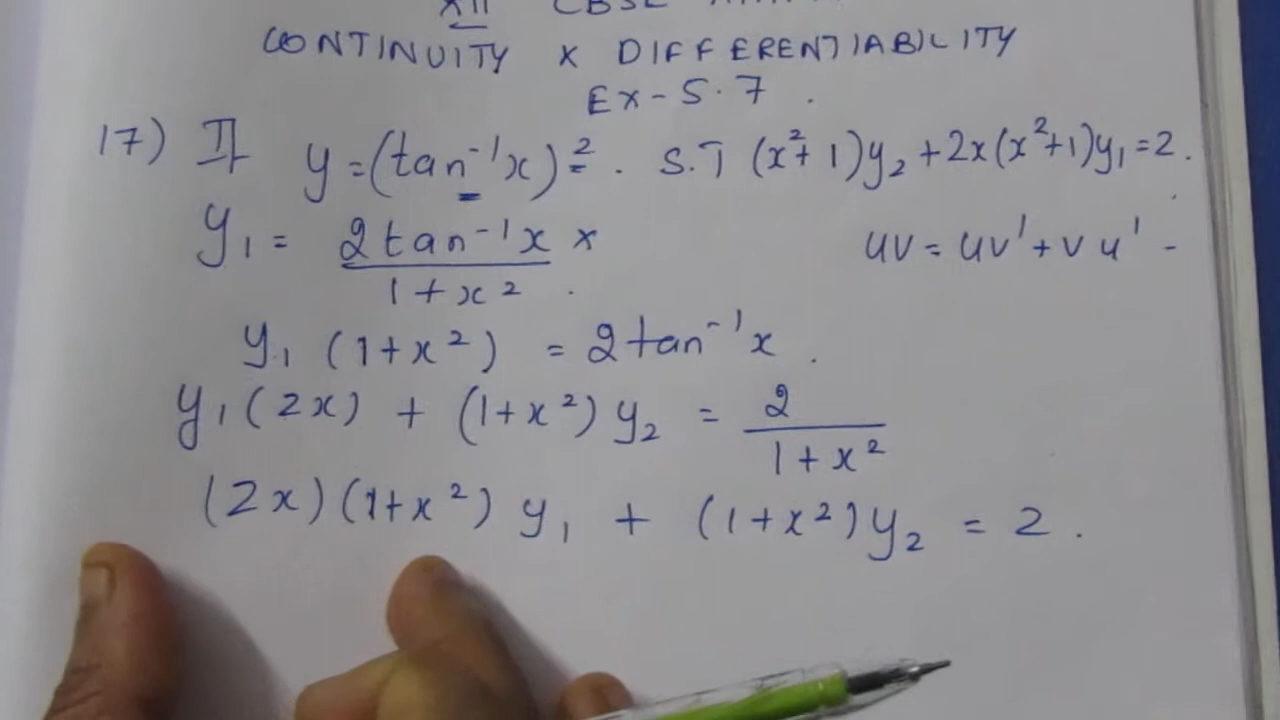 XII CBSE
CONTINUITY x DIFFERENTIABILITY
EX-5.7.
17) If y=(tan⁻¹x)². S.T (x²+1)y₂+2x(x²+1)y₁=2.
y₁= 2tan⁻¹x / 1+x² x
uv=uv'+vu'-
y₁(1+x²) = 2tan⁻¹x.
y₁(2x) + (1+x²)y₂ = 2 / 1+x²
(2x)(1+x²)y₁ + (1+x²)y₂ = 2.